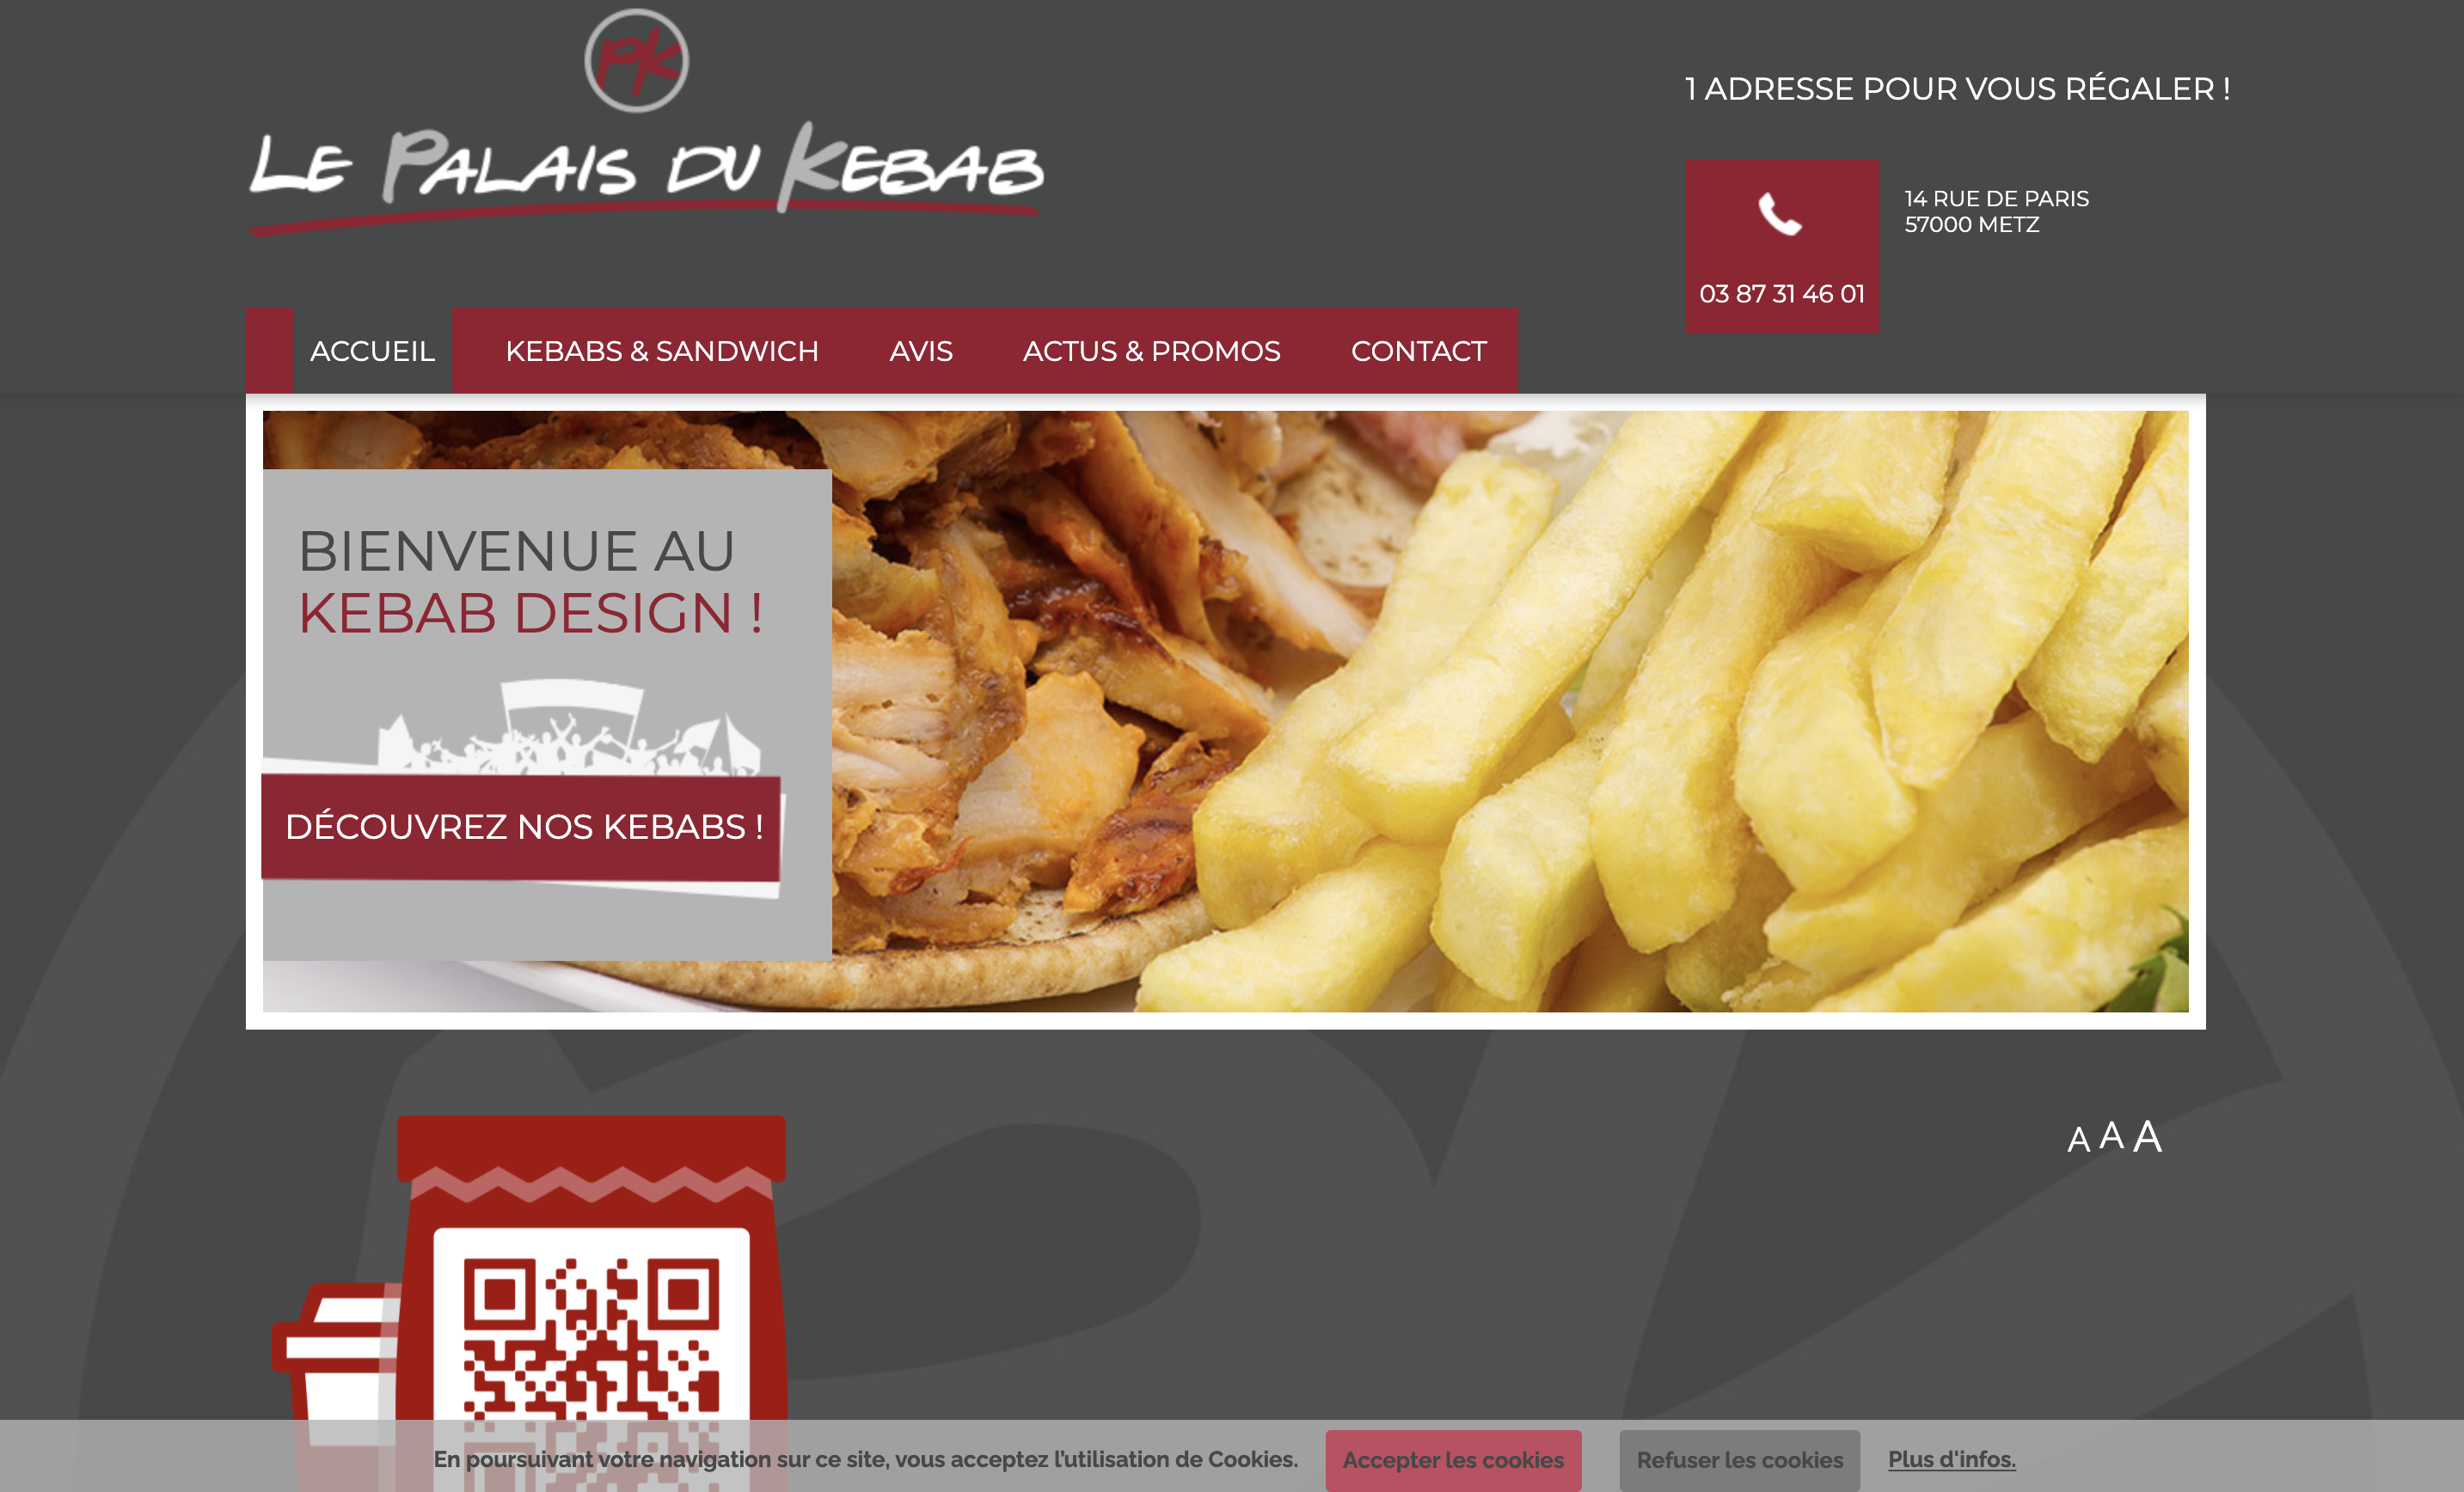 PK
LE PALAIS DU KEBAB
1 ADRESSE POUR VOUS RÉGALER !
14 RUE DE PARIS
57000 METZ
03 87 31 46 01
ACCUEIL KEBABS & SANDWICH AVIS ACTUS & PROMOS CONTACT
BIENVENUE AU
KEBAB DESIGN !
DÉCOUVREZ NOS KEBABS !
A A A
En poursuivant votre navigation sur ce site, vous acceptez l'utilisation de Cookies. Accepter les cookies Refuser les cookies Plus d'infos.